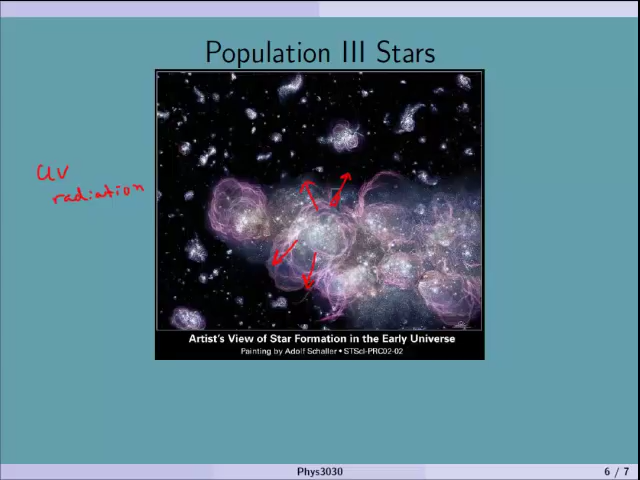 Population III Stars
UV
radiation
Artist's View of Star Formation in the Early Universe
Painting by Adolf Schaller • STScI-PRC02-02
Phys3030
6 / 7